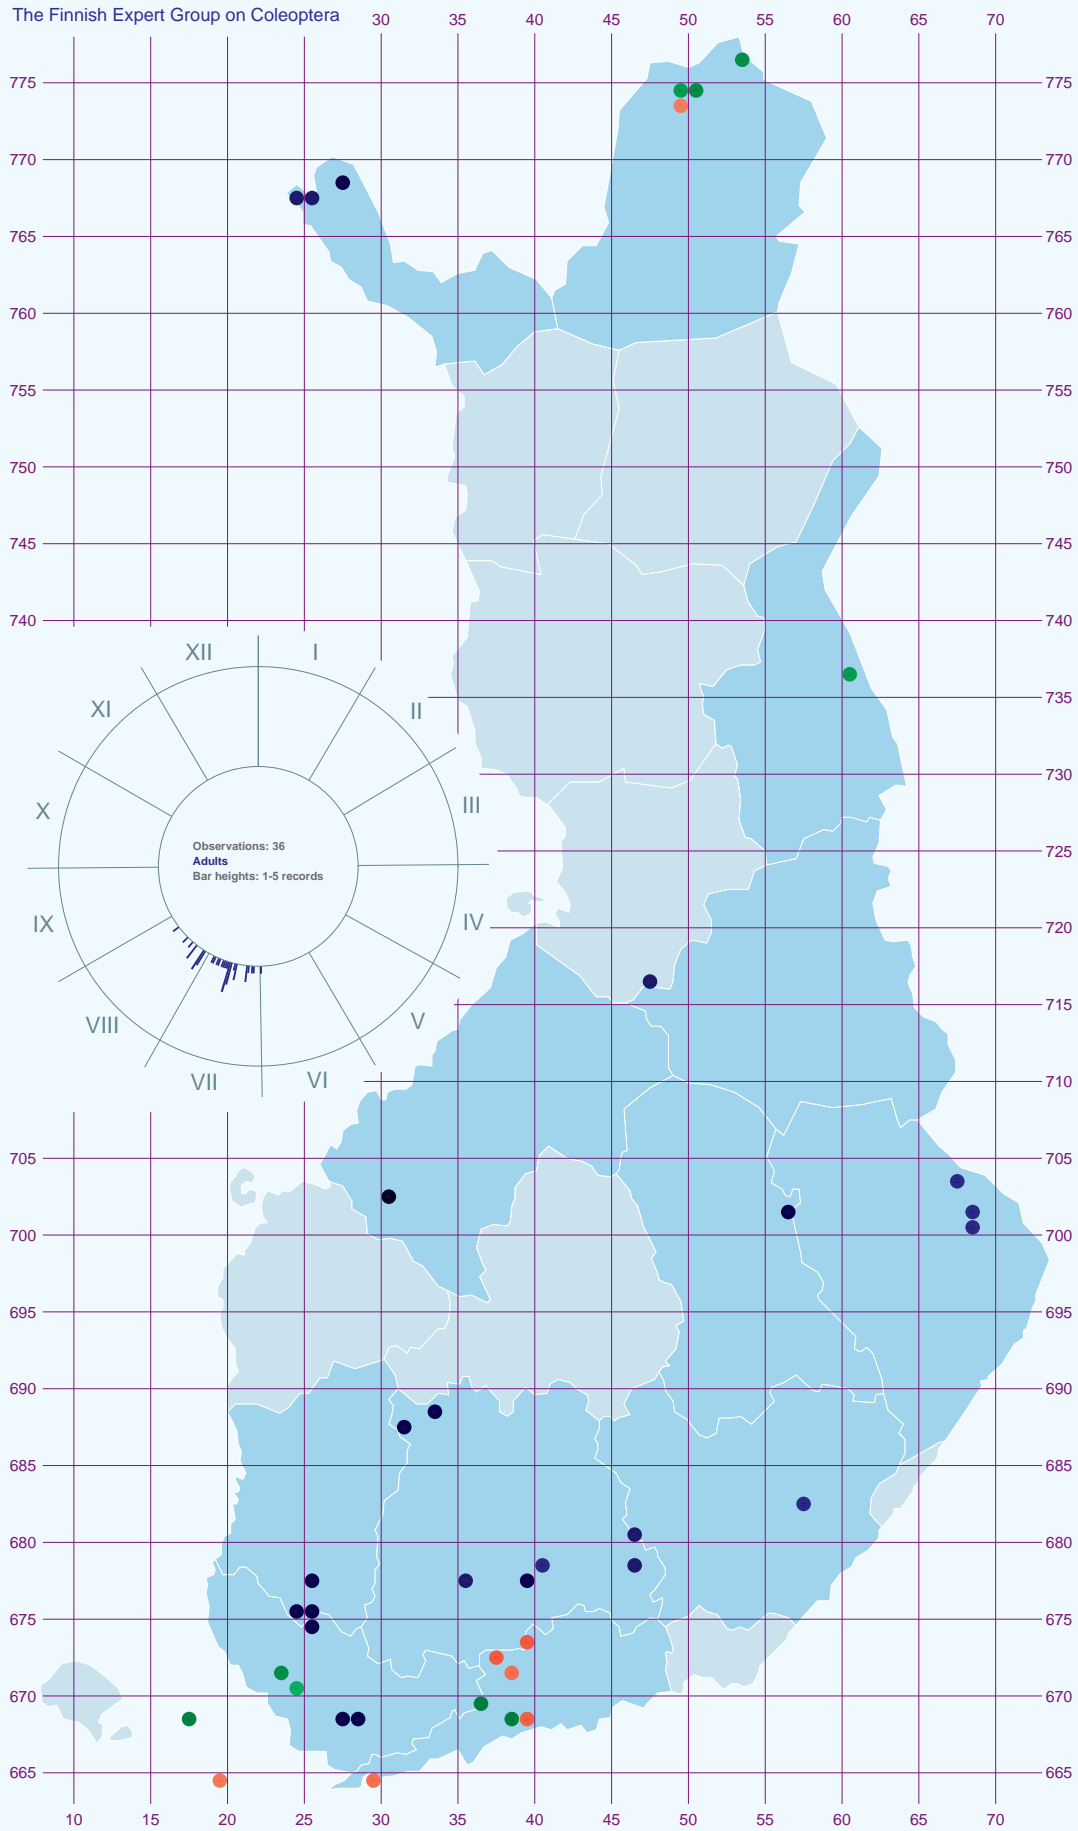 The Finnish Expert Group on Coleoptera
30 40 50 55 60 65 70
775 775
770 770
765 765
760 760
755 755
750 750
745 745
740 740
XII I
XI II
735
730
X III
Observations: 36
Adults
Bar heights: 1-5 records
725
IX IV
720
VIII V
715
VII VI
710
705 705
700 700
695 695
690 690
685 685
680 680
675 675
670 670
665 665
10 15 20 25 30 35 40 45 50 55 60 65 70